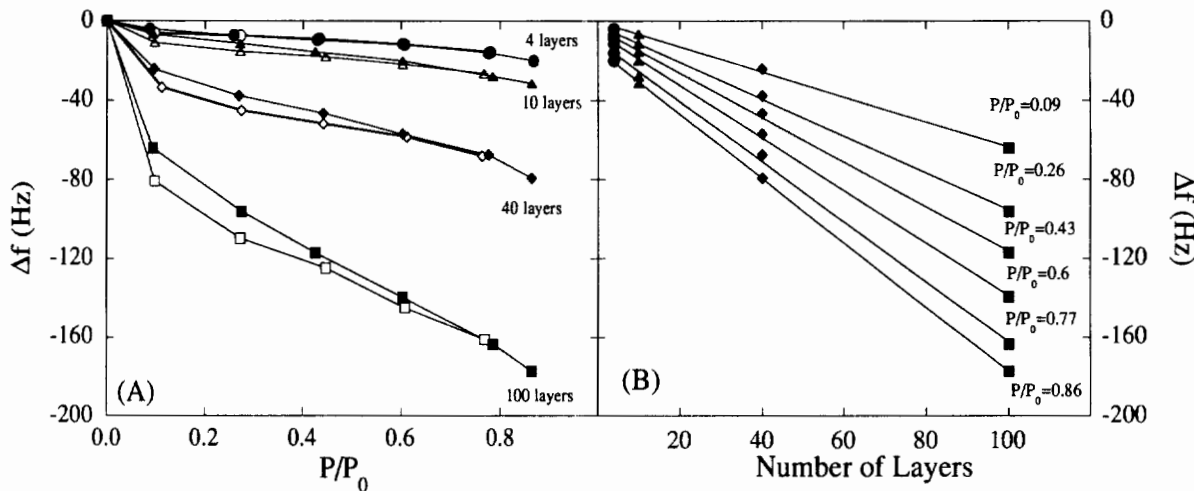 0
-40
-80
-120
-160
-200
Δf (Hz)
4 layers
10 layers
40 layers
100 layers
(A)
0.0
0.2
0.4
0.6
0.8
P/P0
P/P0=0.09
P/P0=0.26
P/P0=0.43
P/P0=0.6
P/P0=0.77
P/P0=0.86
(B)
20
40
60
80
100
Number of Layers
0
-40
-80
-120
-160
-200
Δf (Hz)